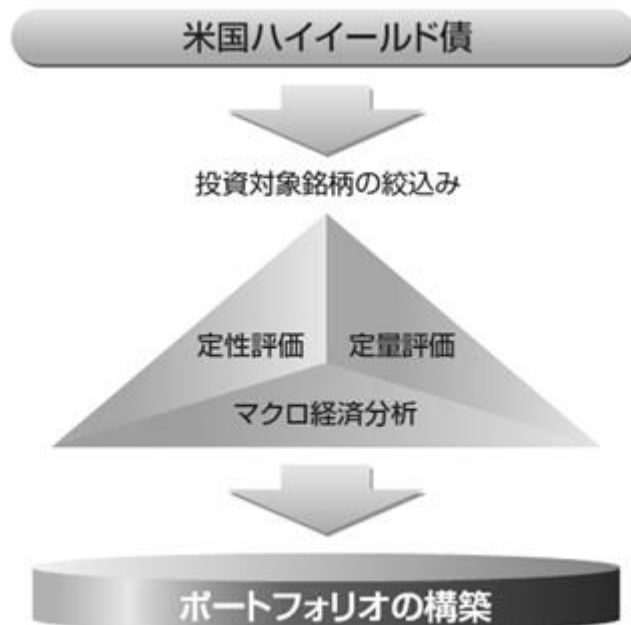 米国ハイイールド債
投資対象銘柄の絞込み
定性評価
定量評価
マクロ経済分析
ポートフォリオの構築